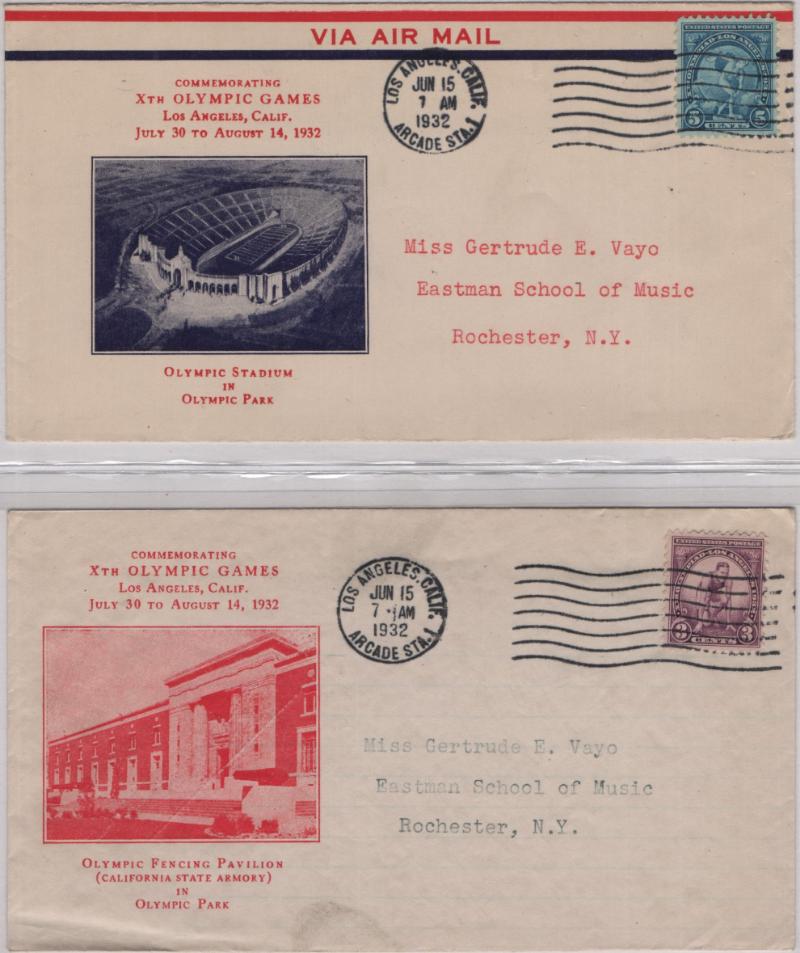 VIA AIR MAIL
COMMEMORATING
XTH OLYMPIC GAMES
LOS ANGELES, CALIF.
JULY 30 TO AUGUST 14, 1932
LOS ANGELES, CALIF.
JUN 15
7 AM
1932
ARCADE STA. 1
UNITED STATES POSTAGE
5 5
CENTS
Miss Gertrude E. Vayo
Eastman School of Music
Rochester, N.Y.
OLYMPIC STADIUM
IN
OLYMPIC PARK
COMMEMORATING
XTH OLYMPIC GAMES
LOS ANGELES, CALIF.
JULY 30 TO AUGUST 14, 1932
LOS ANGELES, CALIF.
JUN 15
7 AM
1932
ARCADE STA. 1
UNITED STATES POSTAGE
3 3
CENTS
Miss Gertrude E. Vayo
Eastman School of Music
Rochester, N.Y.
OLYMPIC FENCING PAVILION
(CALIFORNIA STATE ARMORY)
IN
OLYMPIC PARK